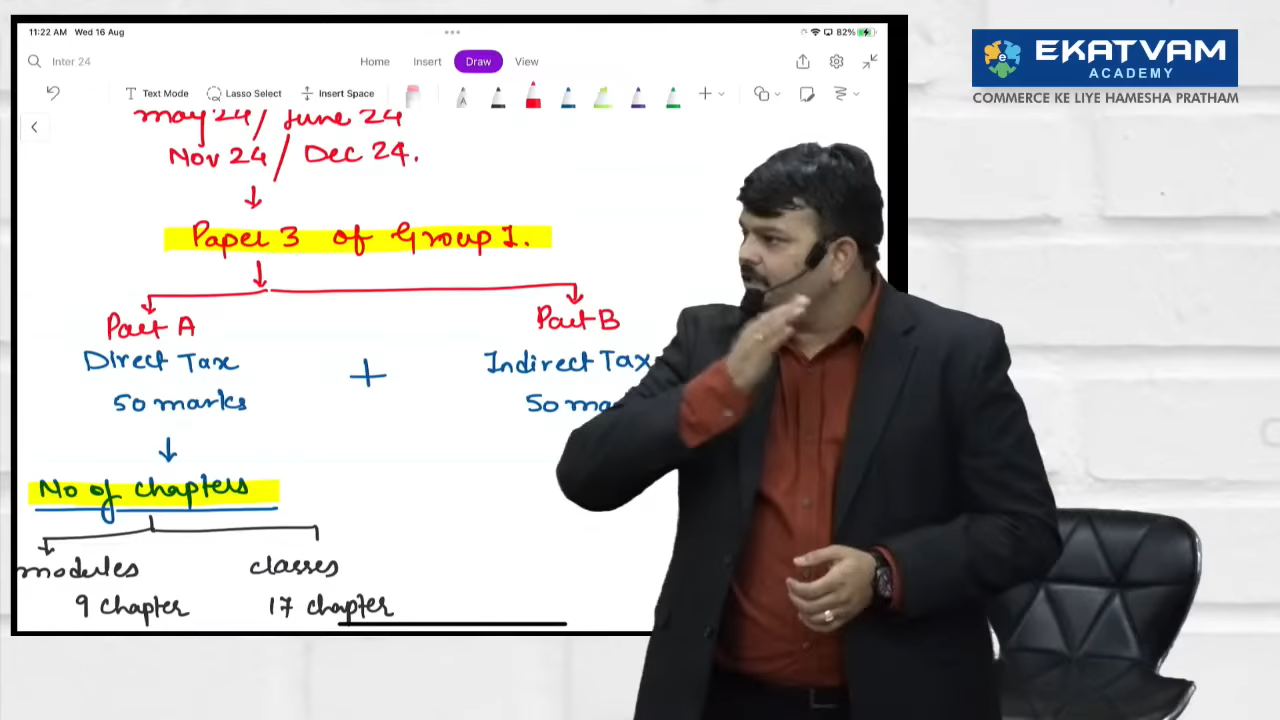 11:22 AM Wed 16 Aug
82%
Inter 24
Home Insert Draw View
Text Mode Lasso Select Insert Space
May 24 / June 24
Nov 24 / Dec 24.
Paper 3 of Group I.
Part A
Part B
Direct Tax
+
Indirect Tax
50 marks
50 ma
No of chapters
modules
classes
9 chapter
17 chapter
EKATVAM
ACADEMY
COMMERCE KE LIYE HAMESHA PRATHAM